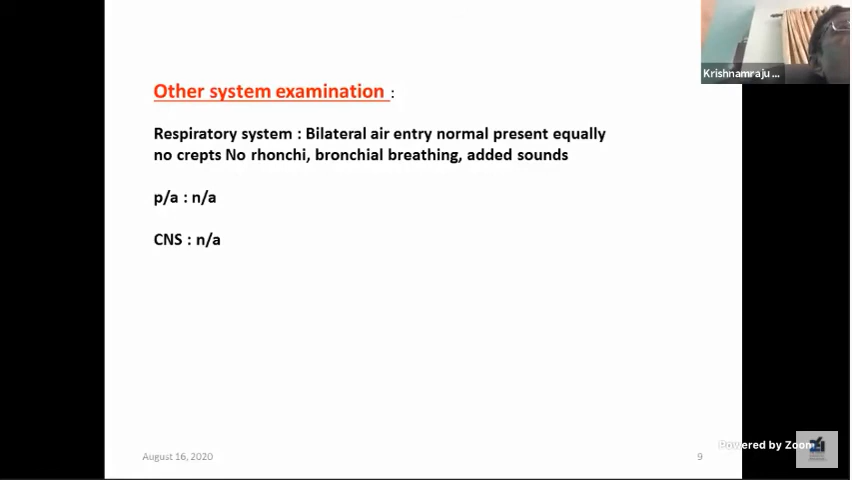 Krishnamraju ...
Other system examination :
Respiratory system : Bilateral air entry normal present equally
no crepts No rhonchi, bronchial breathing, added sounds
p/a : n/a
CNS : n/a
Powered by Zoom
August 16, 2020
9